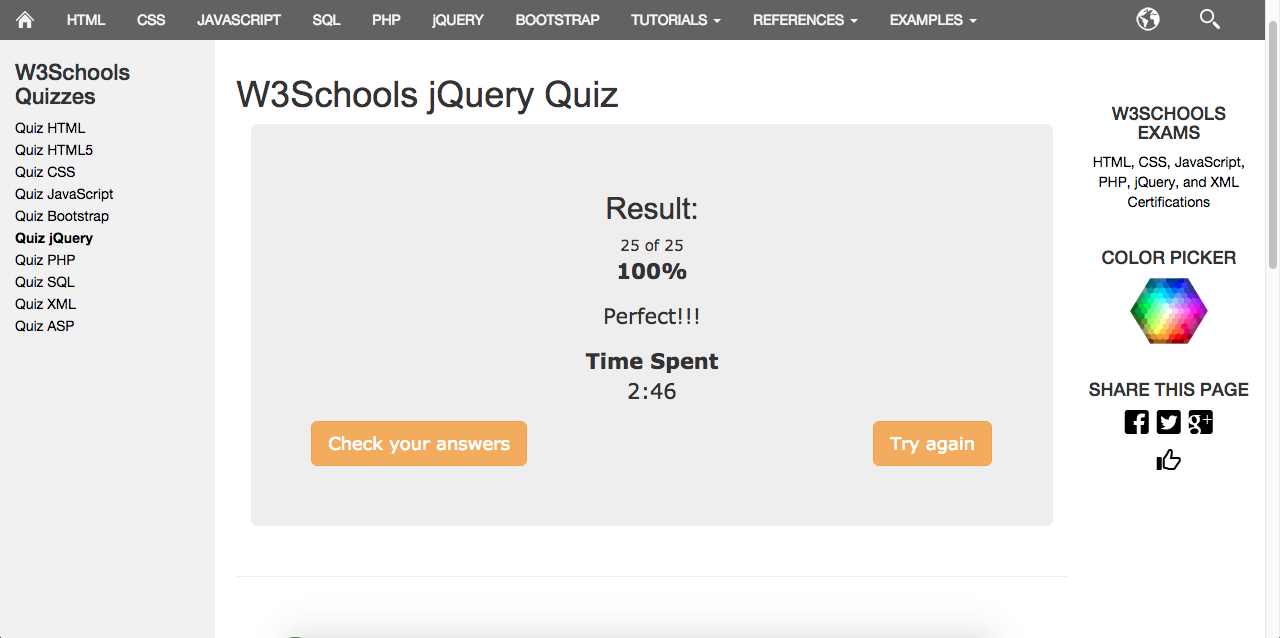 HTML CSS JAVASCRIPT SQL PHP jQUERY BOOTSTRAP TUTORIALS REFERENCES EXAMPLES
W3Schools
Quizzes
Quiz HTML
Quiz HTML5
Quiz CSS
Quiz JavaScript
Quiz Bootstrap
Quiz jQuery
Quiz PHP
Quiz SQL
Quiz XML
Quiz ASP
W3Schools jQuery Quiz
Result:
25 of 25
100%
Perfect!!!
Time Spent
2:46
Check your answers
Try again
W3SCHOOLS
EXAMS
HTML, CSS, JavaScript,
PHP, jQuery, and XML
Certifications
COLOR PICKER
SHARE THIS PAGE